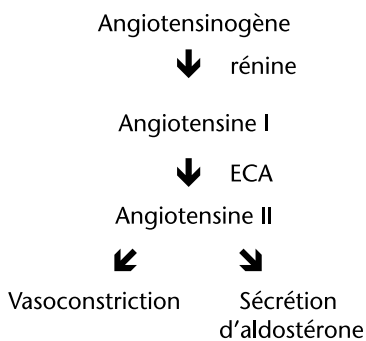 Angiotensinogène
rénine
Angiotensine I
ECA
Angiotensine II
Vasoconstriction
Sécrétion
d'aldostérone